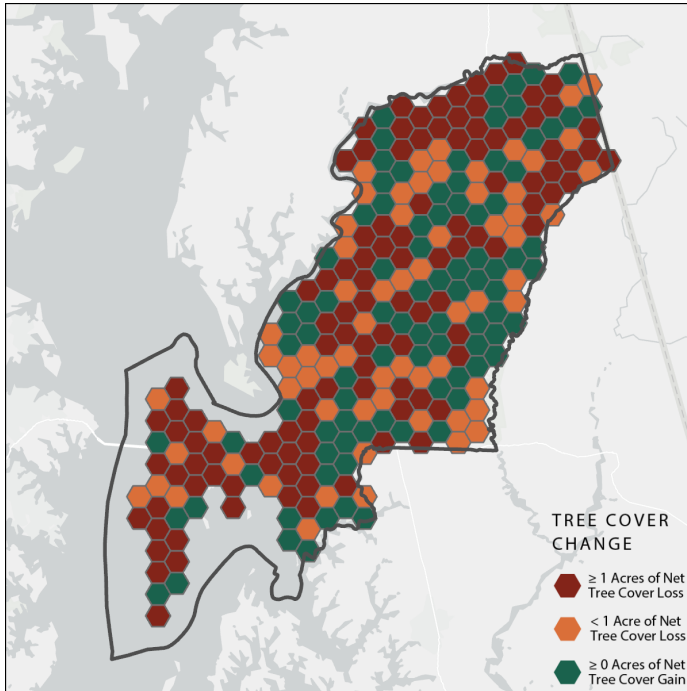 TREE COVER
CHANGE
≥ 1 Acres of Net
Tree Cover Loss
< 1 Acre of Net
Tree Cover Loss
≥ 0 Acres of Net
Tree Cover Gain